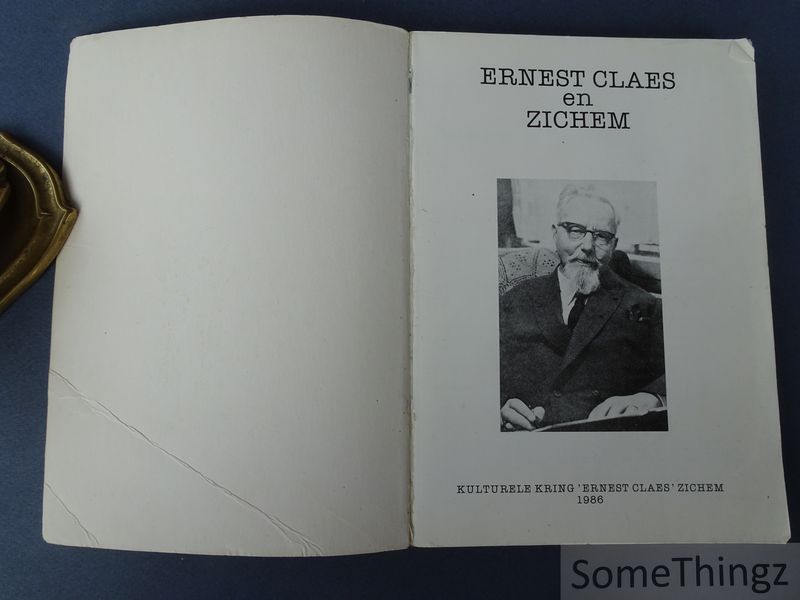 ERNEST CLAES
en
ZICHEM
KULTURELE KRING 'ERNEST CLAES' ZICHEM
1986
SomeThingz